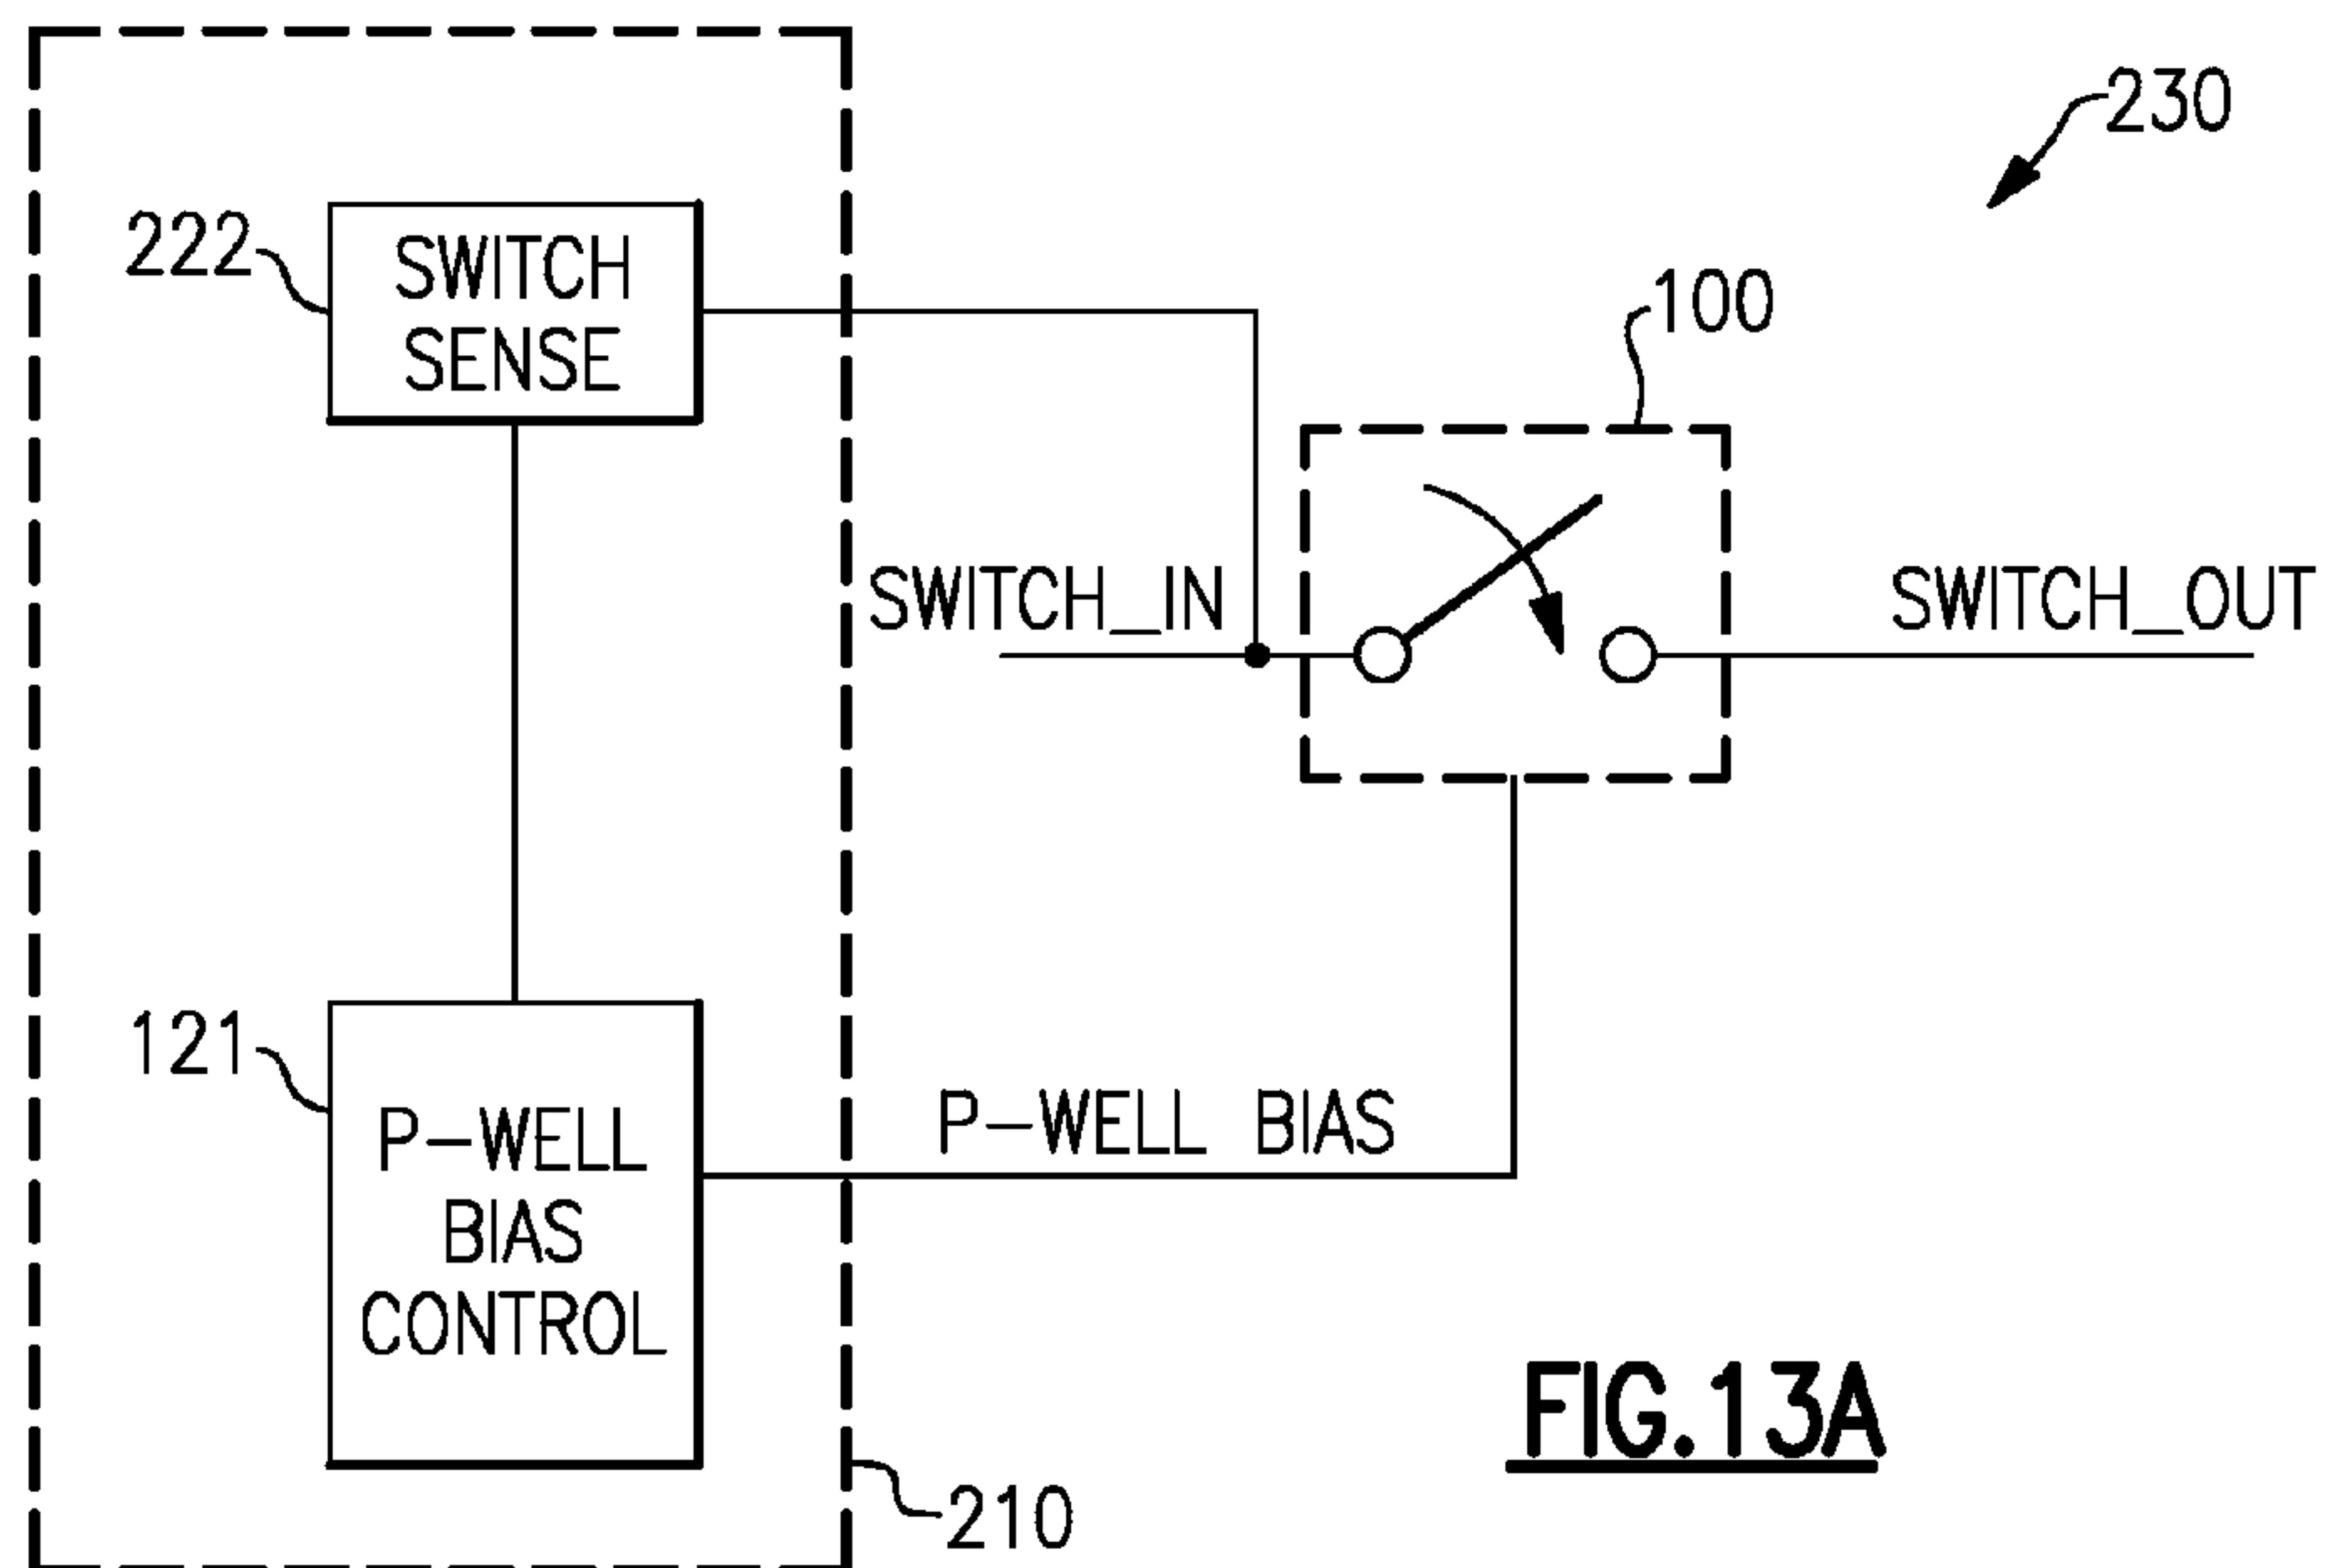 230
222
SWITCH
SENSE
100
SWITCH_IN
SWITCH_OUT
121
P-WELL
BIAS
CONTROL
P-WELL BIAS
210
FIG.13A